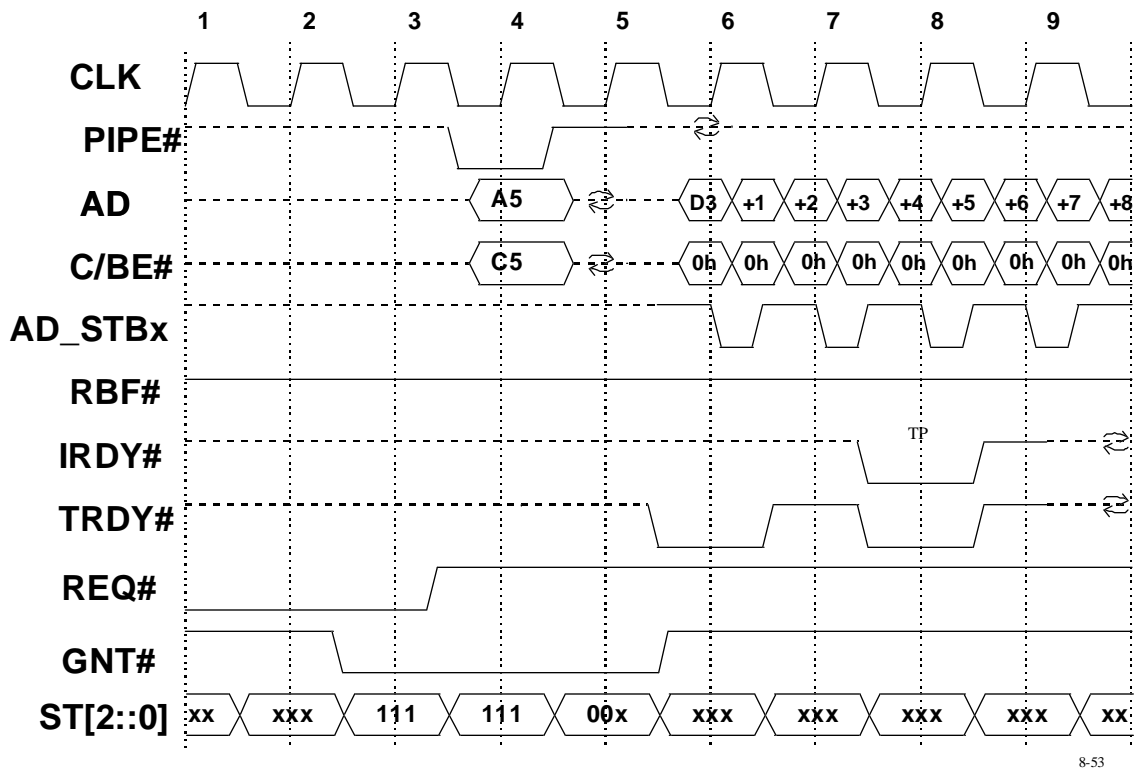 1 2 3 4 5 6 7 8 9
CLK
PIPE#
AD A5 D3 +1 +2 +3 +4 +5 +6 +7 +8
C/BE# C5 0h 0h 0h 0h 0h 0h 0h 0h 0h
AD_STBx
RBF#
IRDY# TP
TRDY#
REQ#
GNT#
ST[2::0] xx xxx 111 111 00x xxx xxx xxx xxx xx
8-53